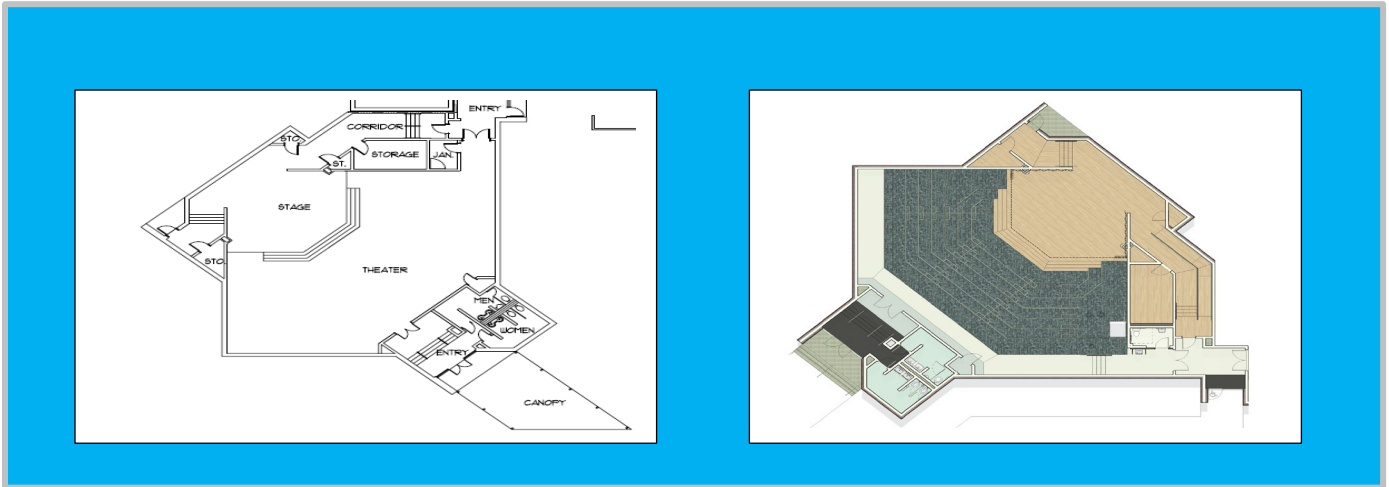 ENTRY
CORRIDOR
STO.
STORAGE
JAN.
ST.
STAGE
STO.
THEATER
MEN
WOMEN
ENTRY
CANOPY